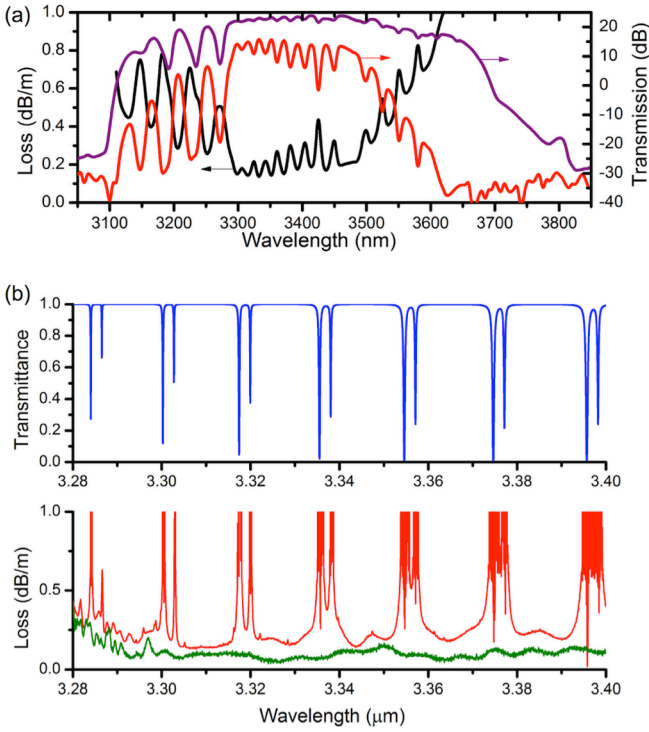 (a)
1.0
0.8
0.6
0.4
0.2
0.0
Loss (dB/m)
20
10
0
-10
-20
-30
-40
Transmission (dB)
3100 3200 3300 3400 3500 3600 3700 3800
Wavelength (nm)
(b)
1.0
0.8
0.6
0.4
0.2
0.0
Transmittance
3.28 3.30 3.32 3.34 3.36 3.38 3.40
1.0
0.5
0.0
Loss (dB/m)
3.28 3.30 3.32 3.34 3.36 3.38 3.40
Wavelength (μm)